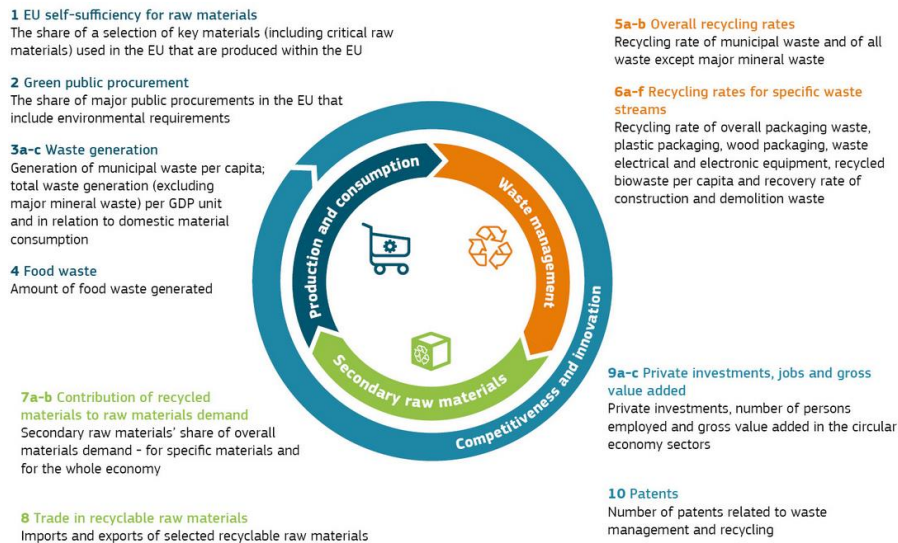 1 EU self-sufficiency for raw materials
The share of a selection of key materials (including critical raw
materials) used in the EU that are produced within the EU
2 Green public procurement
The share of major public procurements in the EU that
include environmental requirements
3a-c Waste generation
Generation of municipal waste per capita;
total waste generation (excluding
major mineral waste) per GDP unit
and in relation to domestic material
consumption
4 Food waste
Amount of food waste generated
5a-b Overall recycling rates
Recycling rate of municipal waste and of all
waste except major mineral waste
6a-f Recycling rates for specific waste
streams
Recycling rate of overall packaging waste,
plastic packaging, wood packaging, waste
electrical and electronic equipment, recycled
biowaste per capita and recovery rate of
construction and demolition waste
Production and consumption
Waste management
Secondary raw materials
Competitiveness and innovation
7a-b Contribution of recycled
materials to raw materials demand
Secondary raw materials' share of overall
materials demand - for specific materials and
for the whole economy
8 Trade in recyclable raw materials
Imports and exports of selected recyclable raw materials
9a-c Private investments, jobs and gross
value added
Private investments, number of persons
employed and gross value added in the circular
economy sectors
10 Patents
Number of patents related to waste
management and recycling